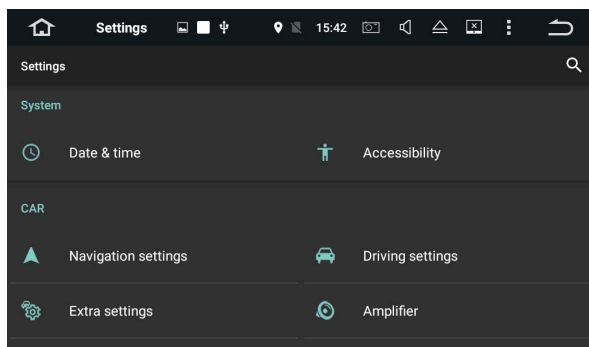 Settings 15:42
Settings
System
Date & time Accessibility
CAR
Navigation settings Driving settings
Extra settings Amplifier